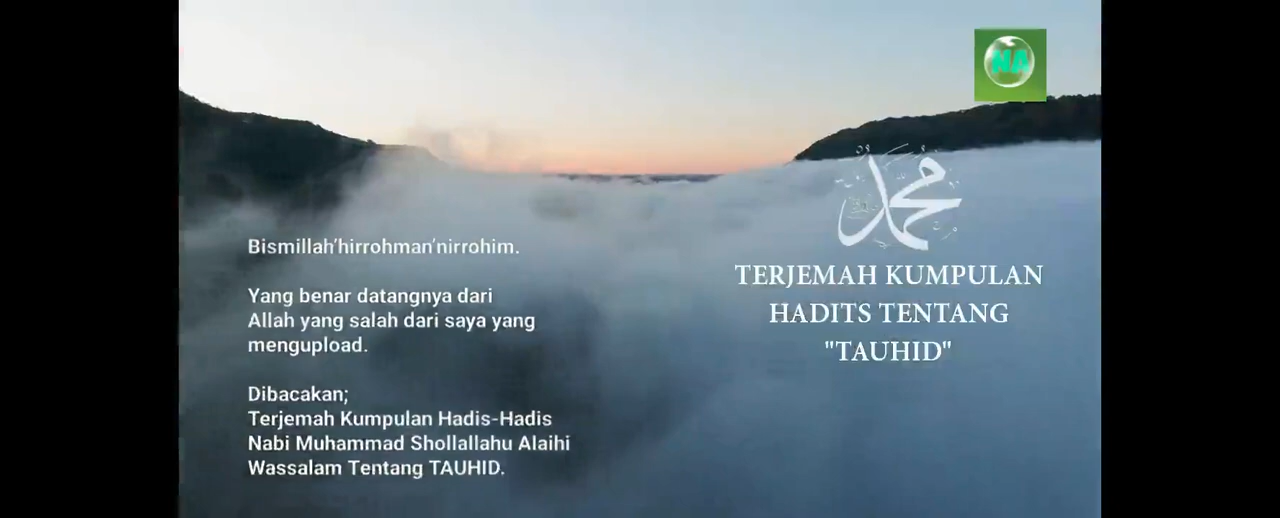 Bismillah'hirrohman'nirrohim.
Yang benar datangnya dari
Allah yang salah dari saya yang
mengupload.
Dibacakan;
Terjemah Kumpulan Hadis-Hadis
Nabi Muhammad Shollallahu Alaihi
Wassalam Tentang TAUHID.
NA
محمد
TERJEMAH KUMPULAN
HADITS TENTANG
"TAUHID"